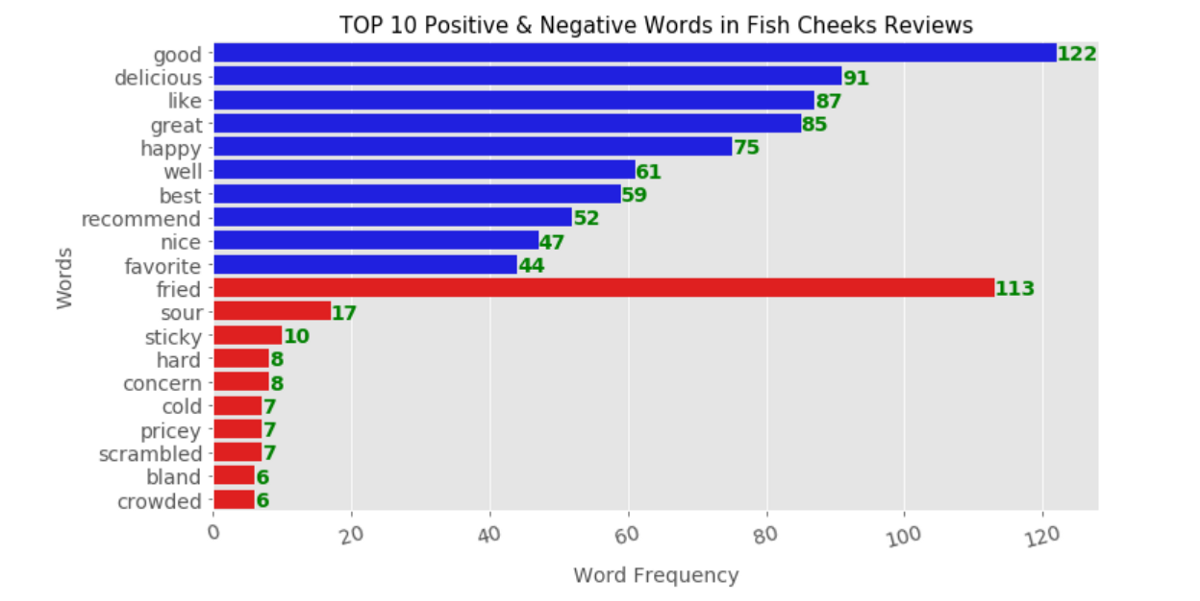 TOP 10 Positive & Negative Words in Fish Cheeks Reviews
good 122
delicious 91
like 87
great 85
happy 75
well 61
best 59
recommend 52
nice 47
favorite 44
fried 113
sour 17
sticky 10
hard 8
concern 8
cold 7
pricey 7
scrambled 7
bland 6
crowded 6
Words
0 20 40 60 80 100 120
Word Frequency